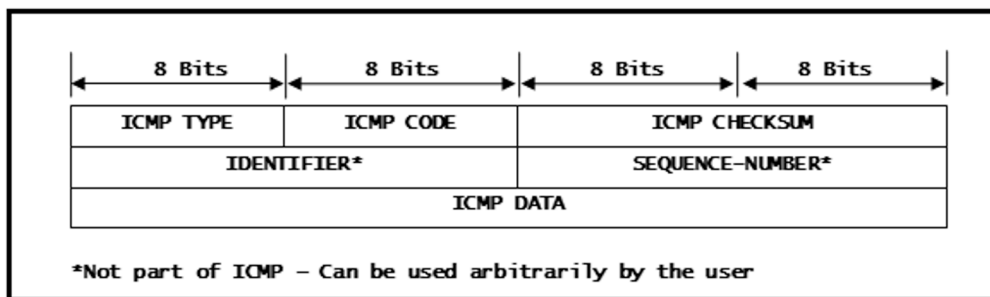 8 Bits 8 Bits 8 Bits 8 Bits
ICMP TYPE ICMP CODE ICMP CHECKSUM
IDENTIFIER* SEQUENCE-NUMBER*
ICMP DATA
*Not part of ICMP - Can be used arbitrarily by the user